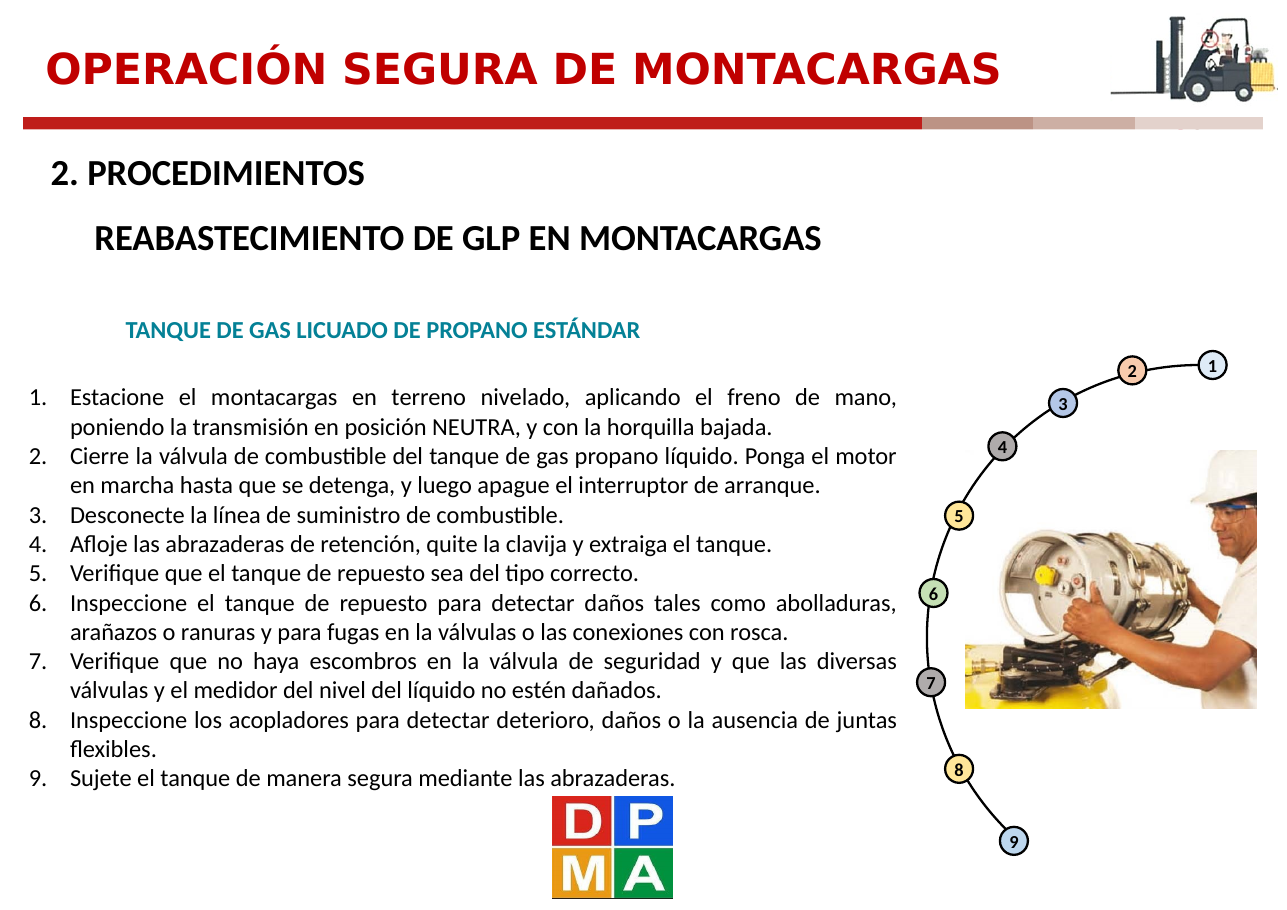 OPERACIÓN SEGURA DE MONTACARGAS
2. PROCEDIMIENTOS
REABASTECIMIENTO DE GLP EN MONTACARGAS
TANQUE DE GAS LICUADO DE PROPANO ESTÁNDAR
1. Estacione el montacargas en terreno nivelado, aplicando el freno de mano,
poniendo la transmisión en posición NEUTRA, y con la horquilla bajada.
2. Cierre la válvula de combustible del tanque de gas propano líquido. Ponga el motor
en marcha hasta que se detenga, y luego apague el interruptor de arranque.
3. Desconecte la línea de suministro de combustible.
4. Afloje las abrazaderas de retención, quite la clavija y extraiga el tanque.
5. Verifique que el tanque de repuesto sea del tipo correcto.
6. Inspeccione el tanque de repuesto para detectar daños tales como abolladuras,
arañazos o ranuras y para fugas en la válvulas o las conexiones con rosca.
7. Verifique que no haya escombros en la válvula de seguridad y que las diversas
válvulas y el medidor del nivel del líquido no estén dañados.
8. Inspeccione los acopladores para detectar deterioro, daños o la ausencia de juntas
flexibles.
9. Sujete el tanque de manera segura mediante las abrazaderas.
1
2
3
4
5
6
7
8
9
D P
M A